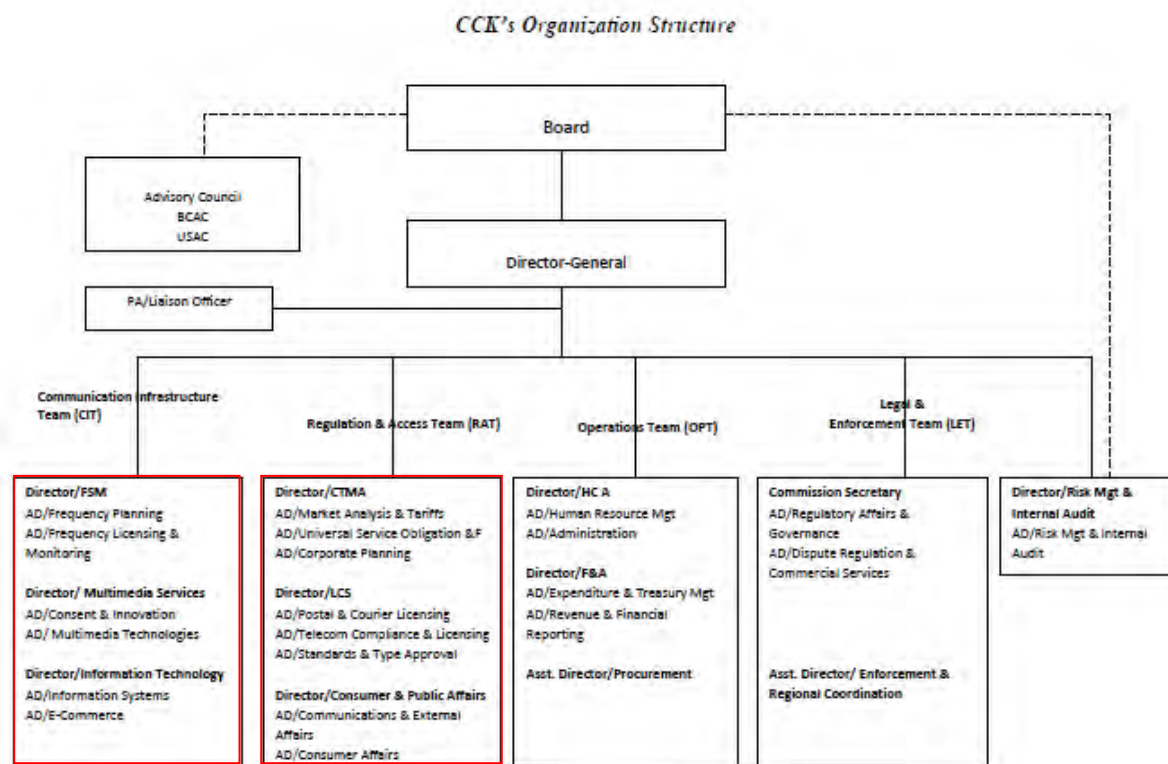 CCK's Organization Structure
Board
Advisory Council
BCAC
USAC
Director-General
PA/Liaison Officer
Communication Infrastructure
Team (CIT)
Regulation & Access Team (RAT)
Operations Team (OPT)
Legal &
Enforcement Team (LET)
Director/FSM
AD/Frequency Planning
AD/Frequency Licensing &
Monitoring
Director/ Multimedia Services
AD/Consent & Innovation
AD/ Multimedia Technologies
Director/Information Technology
AD/Information Systems
AD/E-Commerce
Director/CTMA
AD/Market Analysis & Tariffs
AD/Universal Service Obligation &F
AD/Corporate Planning
Director/LCS
AD/Postal & Courier Licensing
AD/Telecom Compliance & Licensing
AD/Standards & Type Approval
Director/Consumer & Public Affairs
AD/Communications & External
Affairs
AD/Consumer Affairs
Director/HC A
AD/Human Resource Mgt
AD/Administration
Director/F&A
AD/Expenditure & Treasury Mgt
AD/Revenue & Financial
Reporting
Asst. Director/Procurement
Commission Secretary
AD/Regulatory Affairs &
Governance
AD/Dispute Regulation &
Commercial Services
Asst. Director/ Enforcement &
Regional Coordination
Director/Risk Mgt &
Internal Audit
AD/Risk Mgt & Internal
Audit